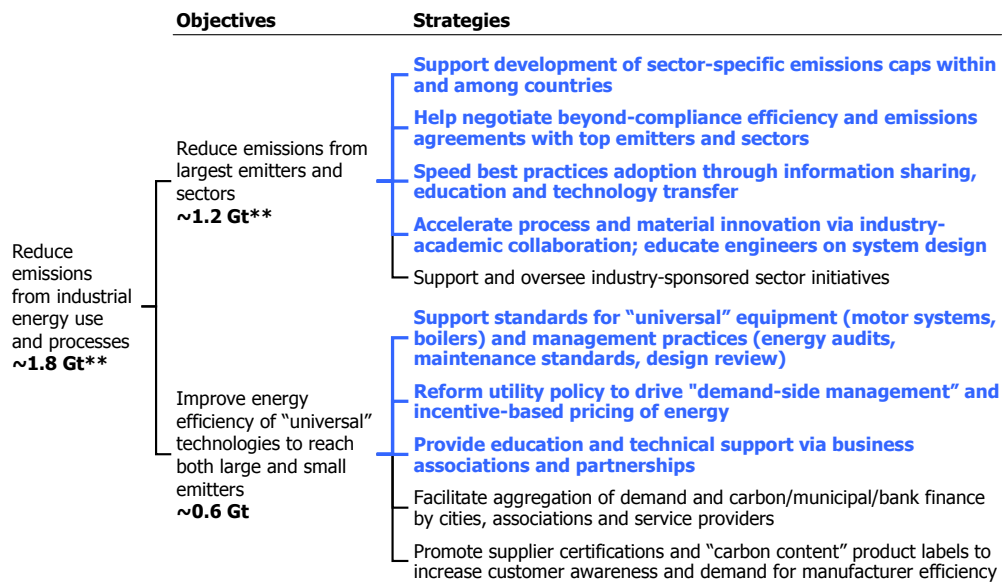 Objectives
Strategies
Reduce
emissions
from industrial
energy use
and processes
~1.8 Gt**
Reduce emissions from
largest emitters and
sectors
~1.2 Gt**
Support development of sector-specific emissions caps within
and among countries
Help negotiate beyond-compliance efficiency and emissions
agreements with top emitters and sectors
Speed best practices adoption through information sharing,
education and technology transfer
Accelerate process and material innovation via industry-
academic collaboration; educate engineers on system design
Support and oversee industry-sponsored sector initiatives
Improve energy
efficiency of “universal”
technologies to reach
both large and small
emitters
~0.6 Gt
Support standards for “universal” equipment (motor systems,
boilers) and management practices (energy audits,
maintenance standards, design review)
Reform utility policy to drive "demand-side management” and
incentive-based pricing of energy
Provide education and technical support via business
associations and partnerships
Facilitate aggregation of demand and carbon/municipal/bank finance
by cities, associations and service providers
Promote supplier certifications and “carbon content” product labels to
increase customer awareness and demand for manufacturer efficiency